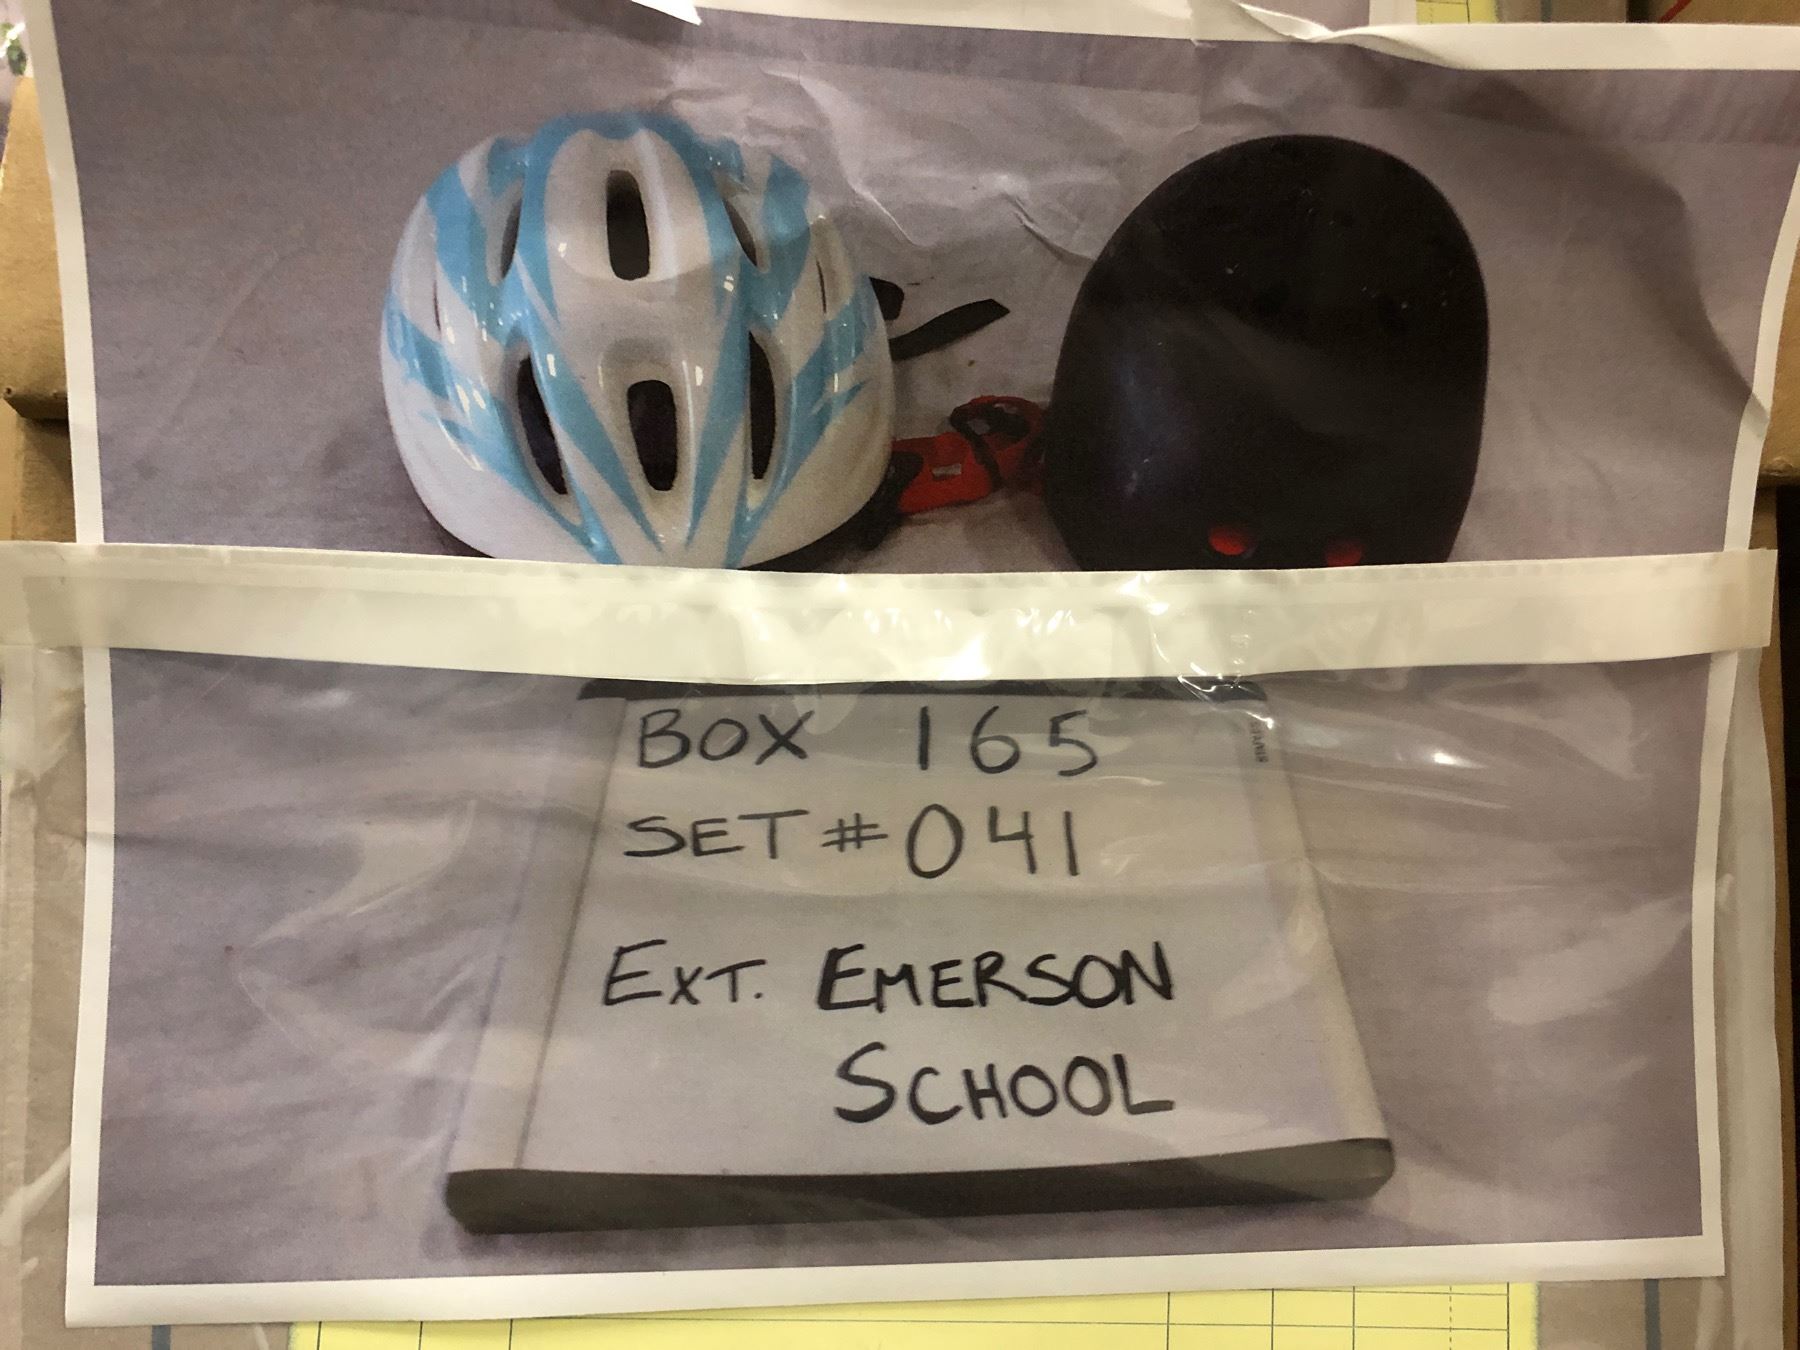 BOX 165
SET #041
EXT. EMERSON
SCHOOL